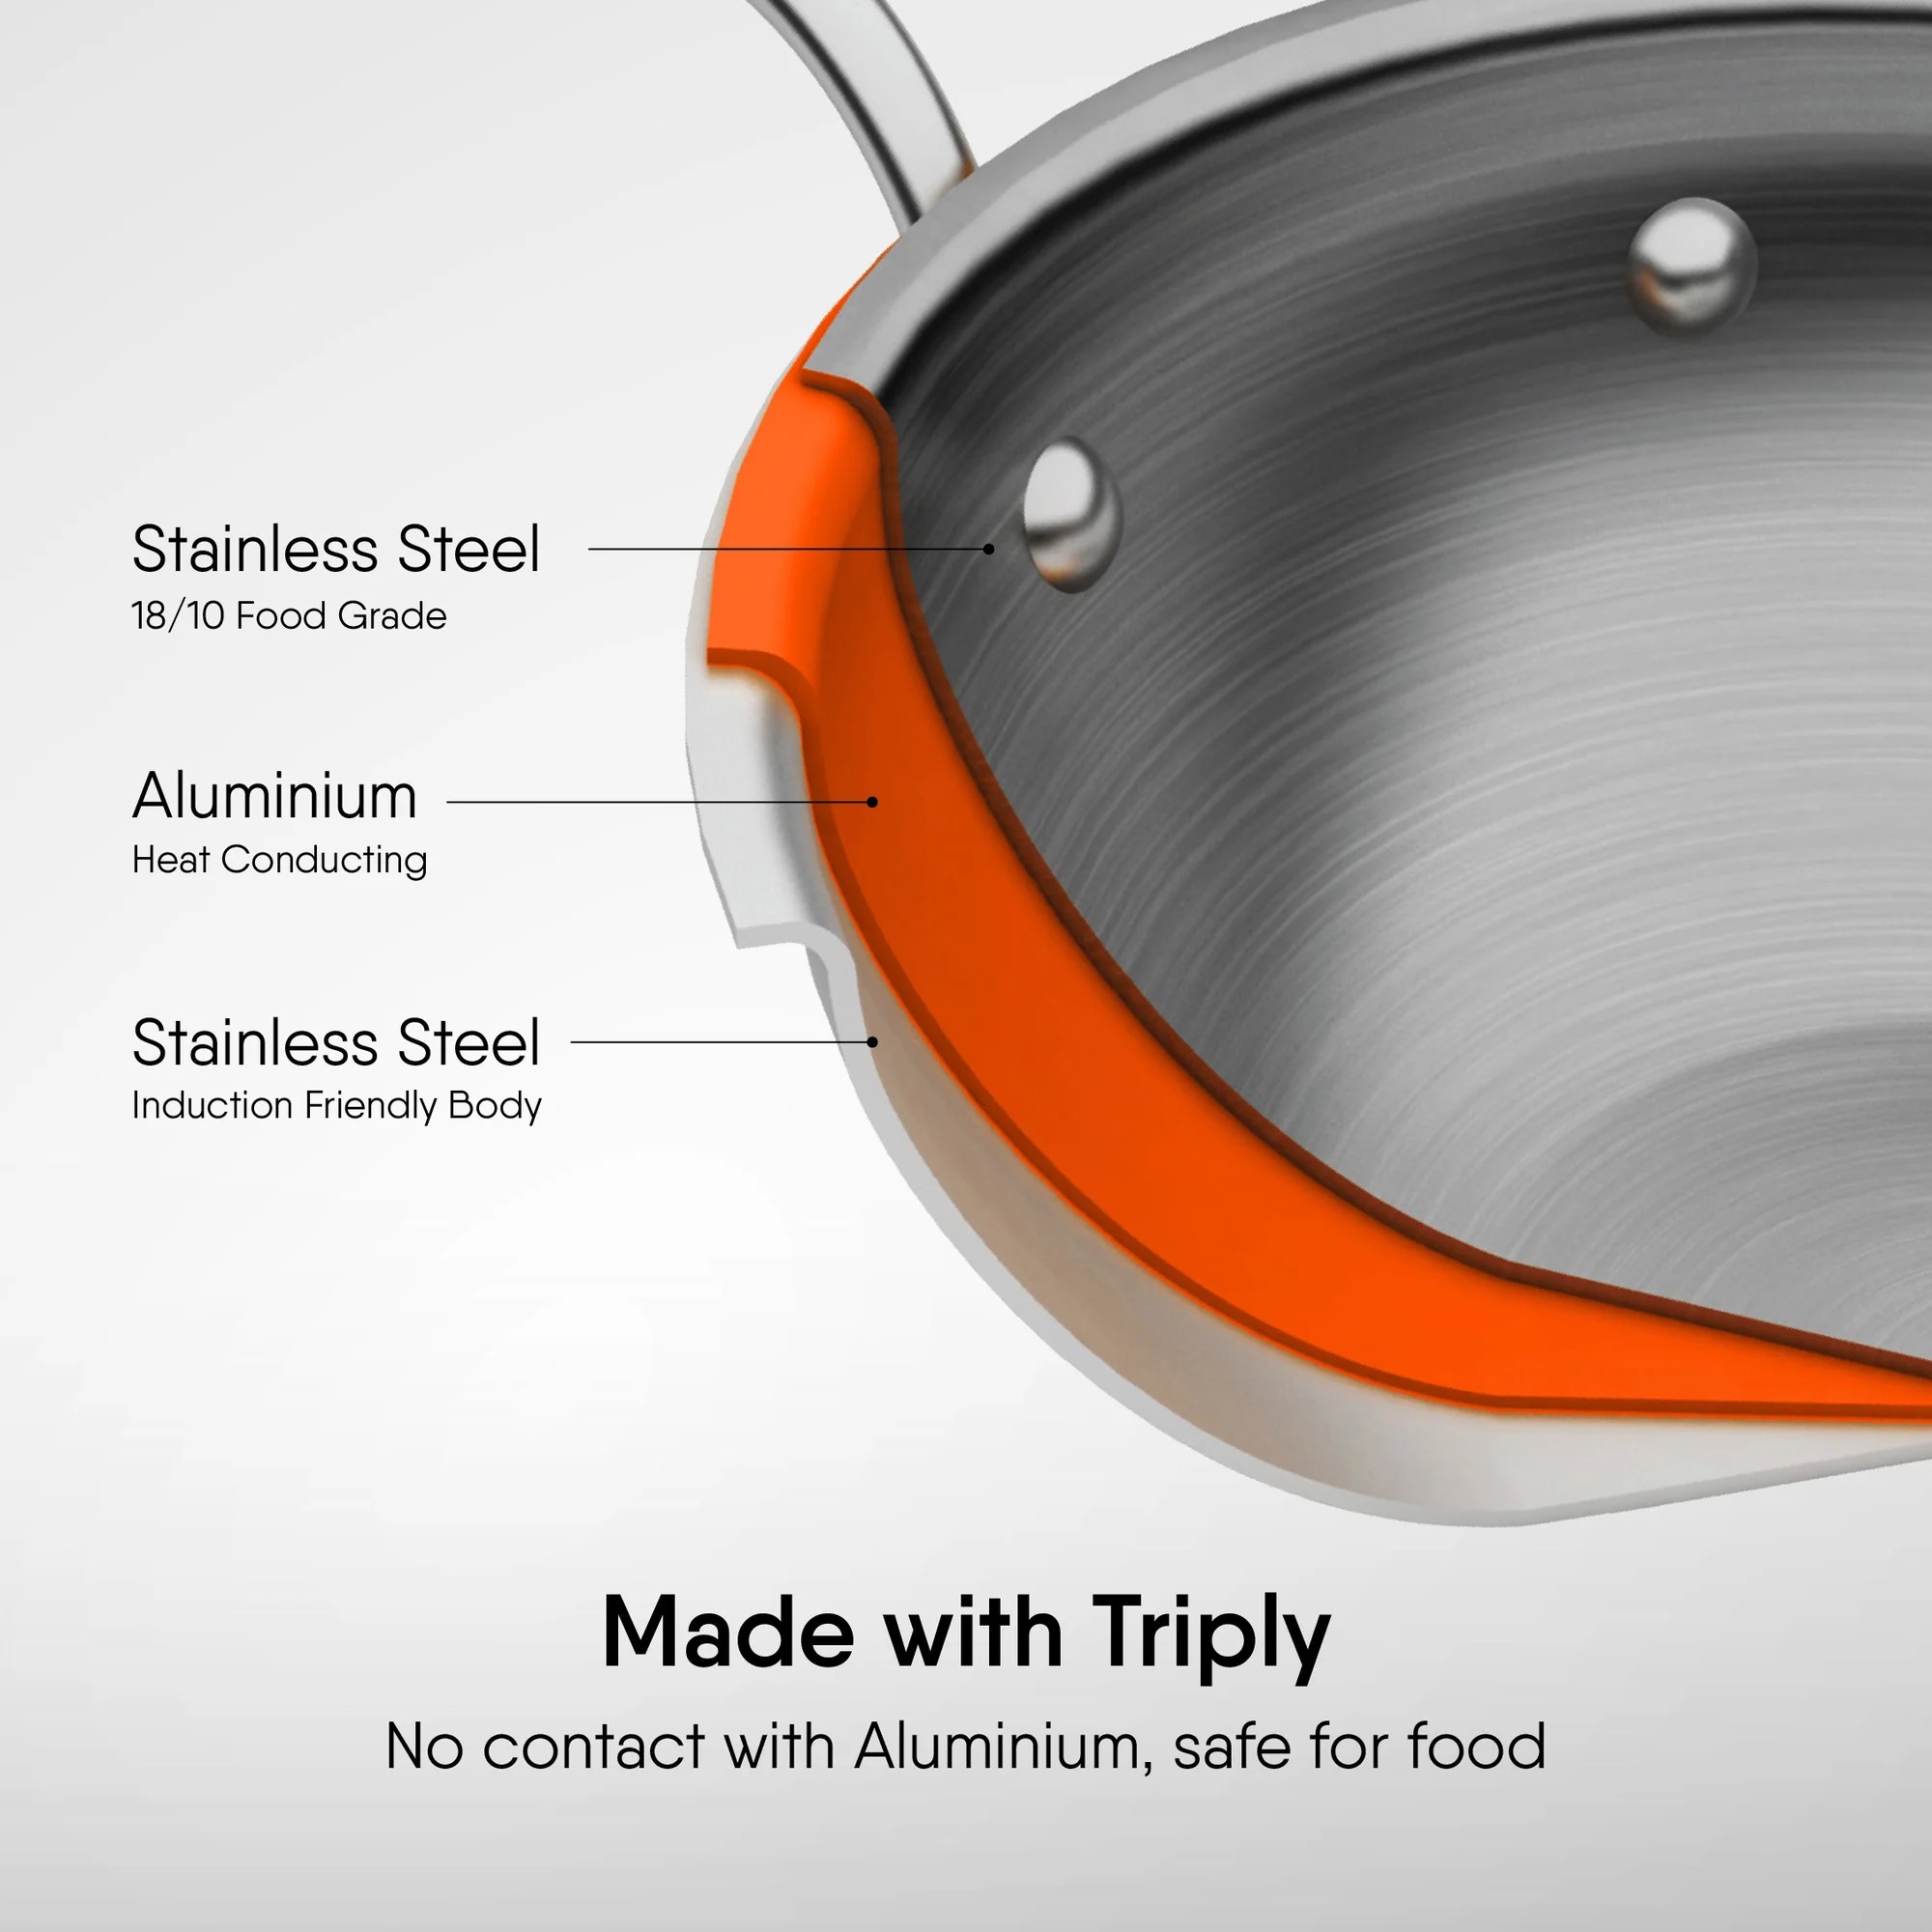 Stainless Steel
18/10 Food Grade
Aluminium
Heat Conducting
Stainless Steel
Induction Friendly Body
Made with Triply
No contact with Aluminium, safe for food